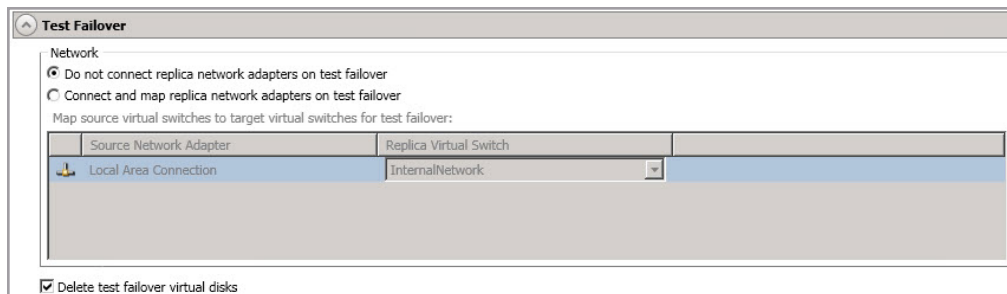 Test Failover
Network
Do not connect replica network adapters on test failover
Connect and map replica network adapters on test failover
Map source virtual switches to target virtual switches for test failover:
Source Network Adapter Replica Virtual Switch
Local Area Connection InternalNetwork
Delete test failover virtual disks